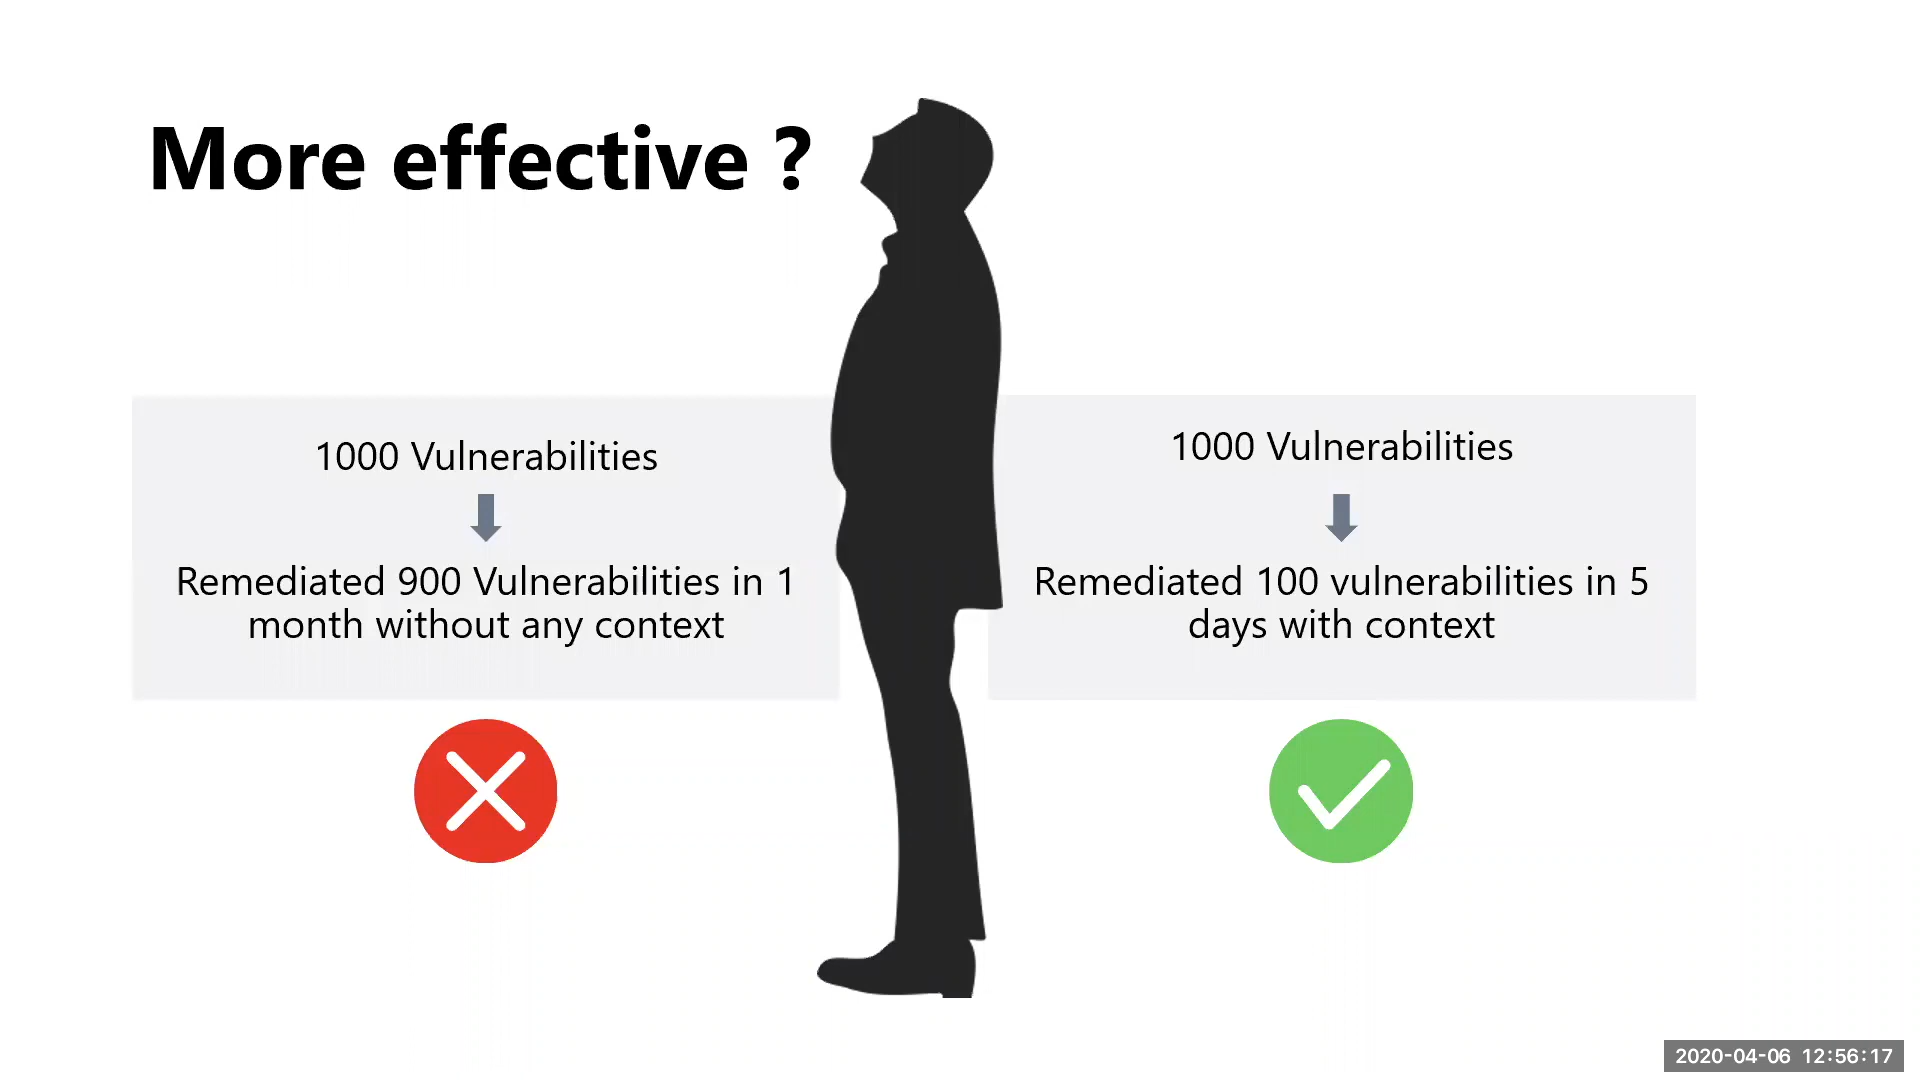 More effective ?
1000 Vulnerabilities
Remediated 900 Vulnerabilities in 1
month without any context
1000 Vulnerabilities
Remediated 100 vulnerabilities in 5
days with context
2020-04-06 12:56:17